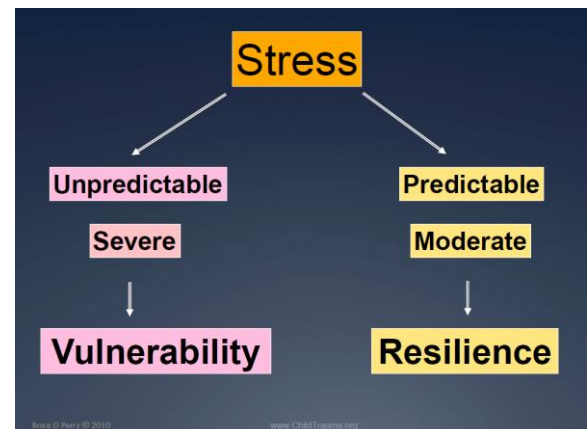 Stress
Unpredictable
Predictable
Severe
Moderate
Vulnerability
Resilience
Bruce D Perry © 2010
www.ChildTrauma.org